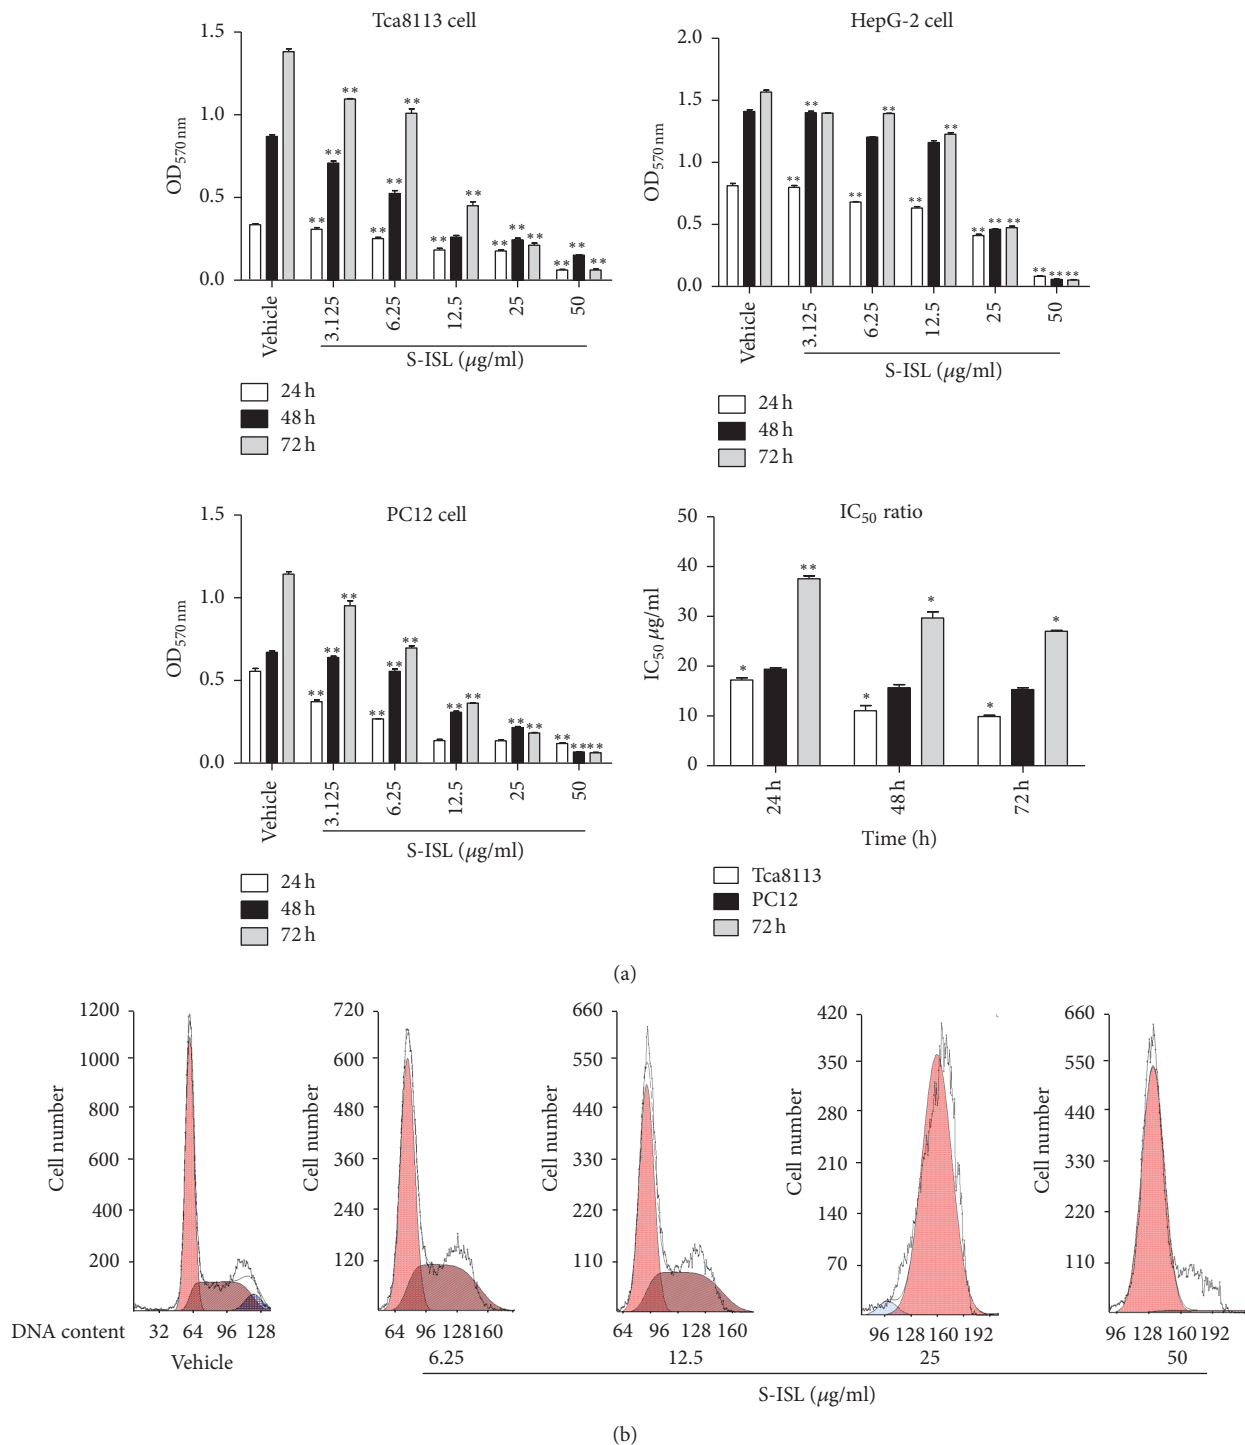 Tca8113 cell
1.5
1.0
0.5
0.0
OD570 nm
** ** ** ** ** ** ** ** ** ** ** ** ** **
Vehicle 3.125 6.25 12.5 25 50
S-ISL (μg/ml)
24 h
48 h
72 h
HepG-2 cell
2.0
1.5
1.0
0.5
0.0
OD570 nm
** ** ** ** ** ** ** ** ** ** ** **
Vehicle 3.125 6.25 12.5 25 50
S-ISL (μg/ml)
24 h
48 h
72 h
PC12 cell
1.5
1.0
0.5
0.0
OD570 nm
** ** ** ** ** ** ** ** ** ** ** ** **
Vehicle 3.125 6.25 12.5 25 50
S-ISL (μg/ml)
24 h
48 h
72 h
IC50 ratio
50
40
30
20
10
0
IC50 μg/ml
* ** * * * *
24 h 48 h 72 h
Time (h)
Tca8113
PC12
72 h
(a)
1200
1000
800
600
400
200
Cell number
DNA content 32 64 96 128
Vehicle
720
600
480
360
240
120
Cell number
64 96 128 160
6.25
660
550
440
330
220
110
Cell number
64 96 128 160
12.5
420
350
280
210
140
70
Cell number
96 128 160 192
25
660
550
440
330
220
110
Cell number
96 128 160 192
50
S-ISL (μg/ml)
(b)